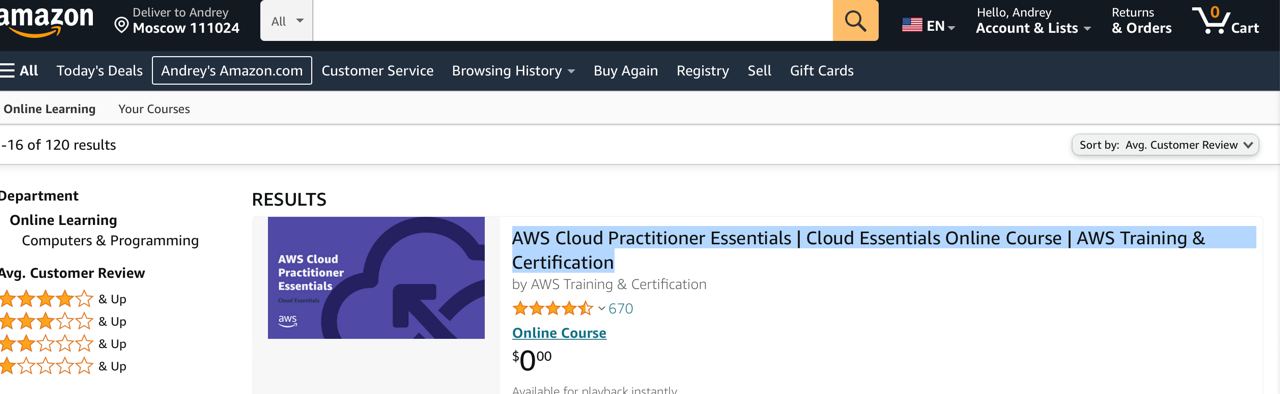 amazon
Deliver to Andrey
Moscow 111024
All
EN
Hello, Andrey
Account & Lists
Returns
& Orders
0
Cart
All
Today's Deals
Andrey's Amazon.com
Customer Service
Browsing History
Buy Again
Registry
Sell
Gift Cards
Online Learning
Your Courses
-16 of 120 results
Sort by: Avg. Customer Review
Department
Online Learning
Computers & Programming
Avg. Customer Review
& Up
& Up
& Up
& Up
RESULTS
AWS Cloud
Practitioner
Essentials
Cloud Essentials
aws
AWS Cloud Practitioner Essentials | Cloud Essentials Online Course | AWS Training &
Certification
by AWS Training & Certification
670
Online Course
$000
Available for playback instantly